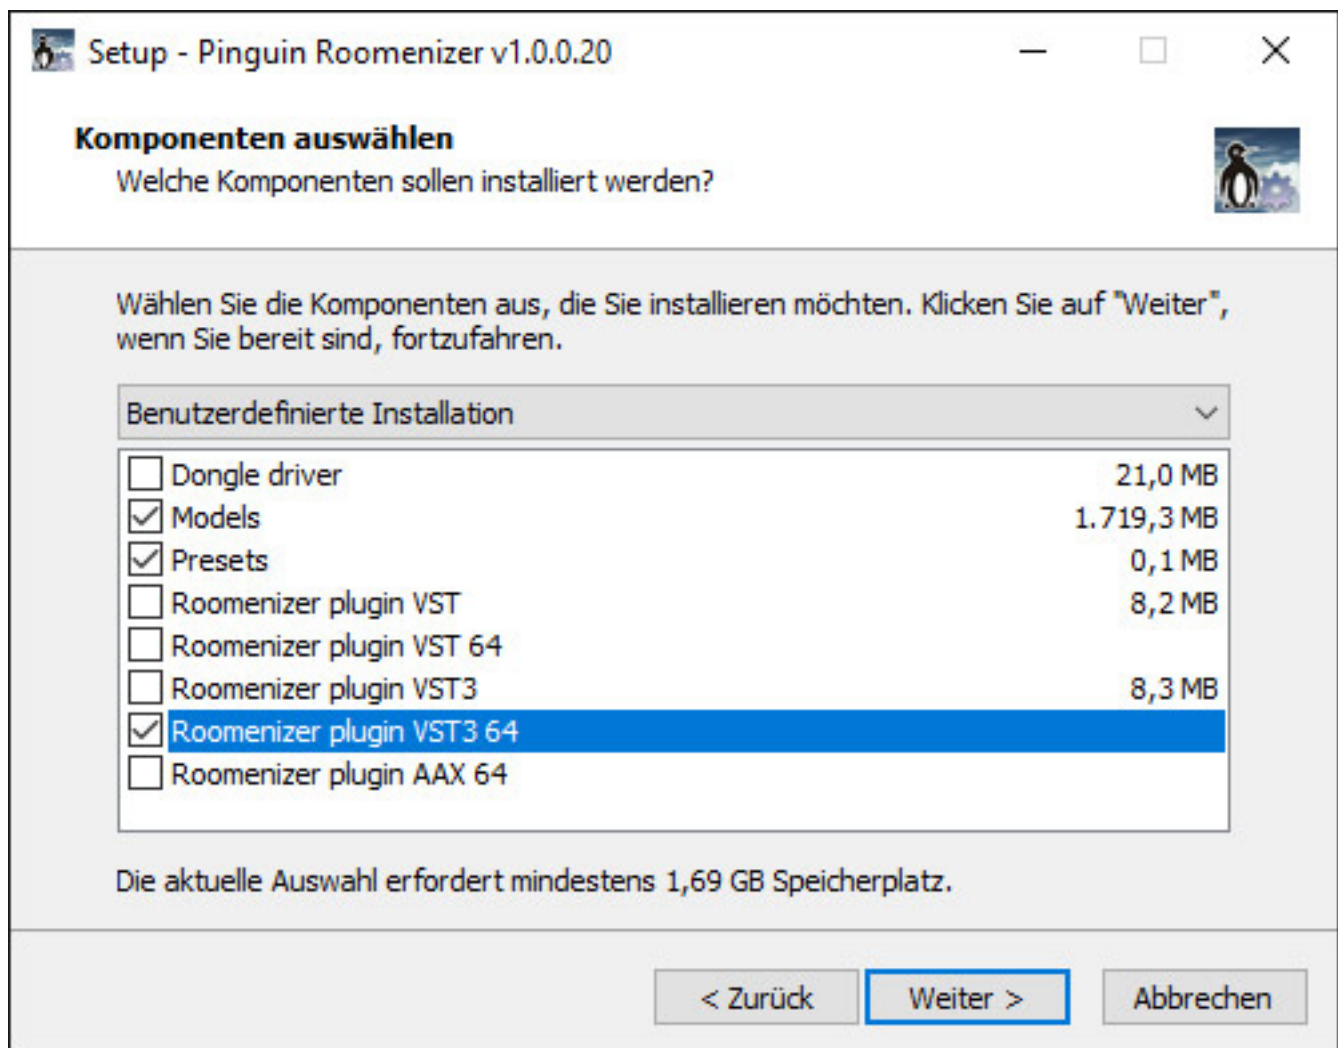 Setup - Pinguin Roomenizer v1.0.0.20
Komponenten auswählen
Welche Komponenten sollen installiert werden?
Wählen Sie die Komponenten aus, die Sie installieren möchten. Klicken Sie auf "Weiter",
wenn Sie bereit sind, fortzufahren.
Benutzerdefinierte Installation
Dongle driver 21,0 MB
Models 1.719,3 MB
Presets 0,1 MB
Roomenizer plugin VST 8,2 MB
Roomenizer plugin VST 64
Roomenizer plugin VST3 8,3 MB
Roomenizer plugin VST3 64
Roomenizer plugin AAX 64
Die aktuelle Auswahl erfordert mindestens 1,69 GB Speicherplatz.
< Zurück Weiter > Abbrechen